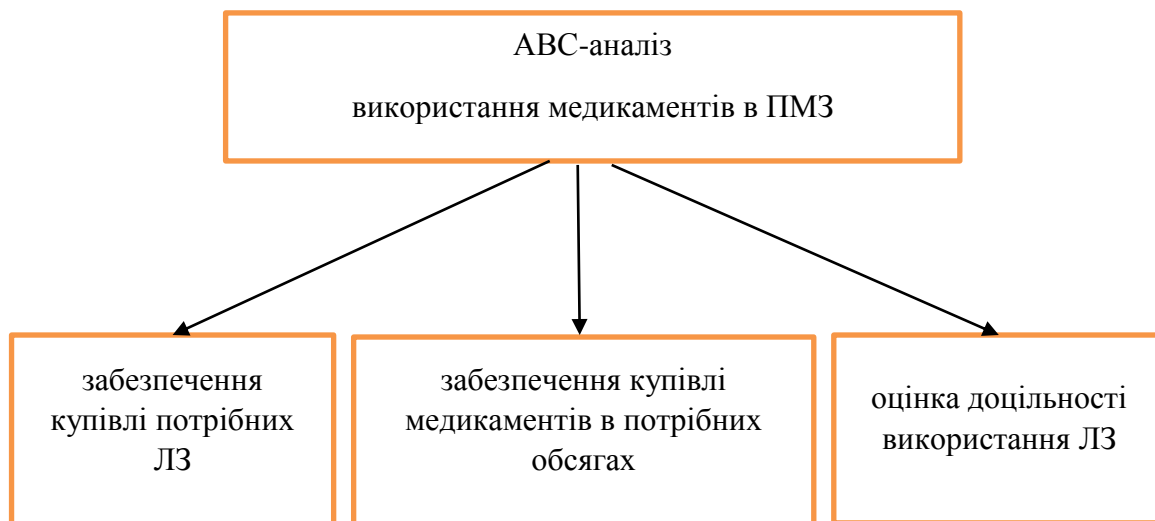 АВС-аналіз
використання медикаментів в ПМЗ
забезпечення
купівлі потрібних
ЛЗ
забезпечення купівлі
медикаментів в потрібних
обсягах
оцінка доцільності
використання ЛЗ